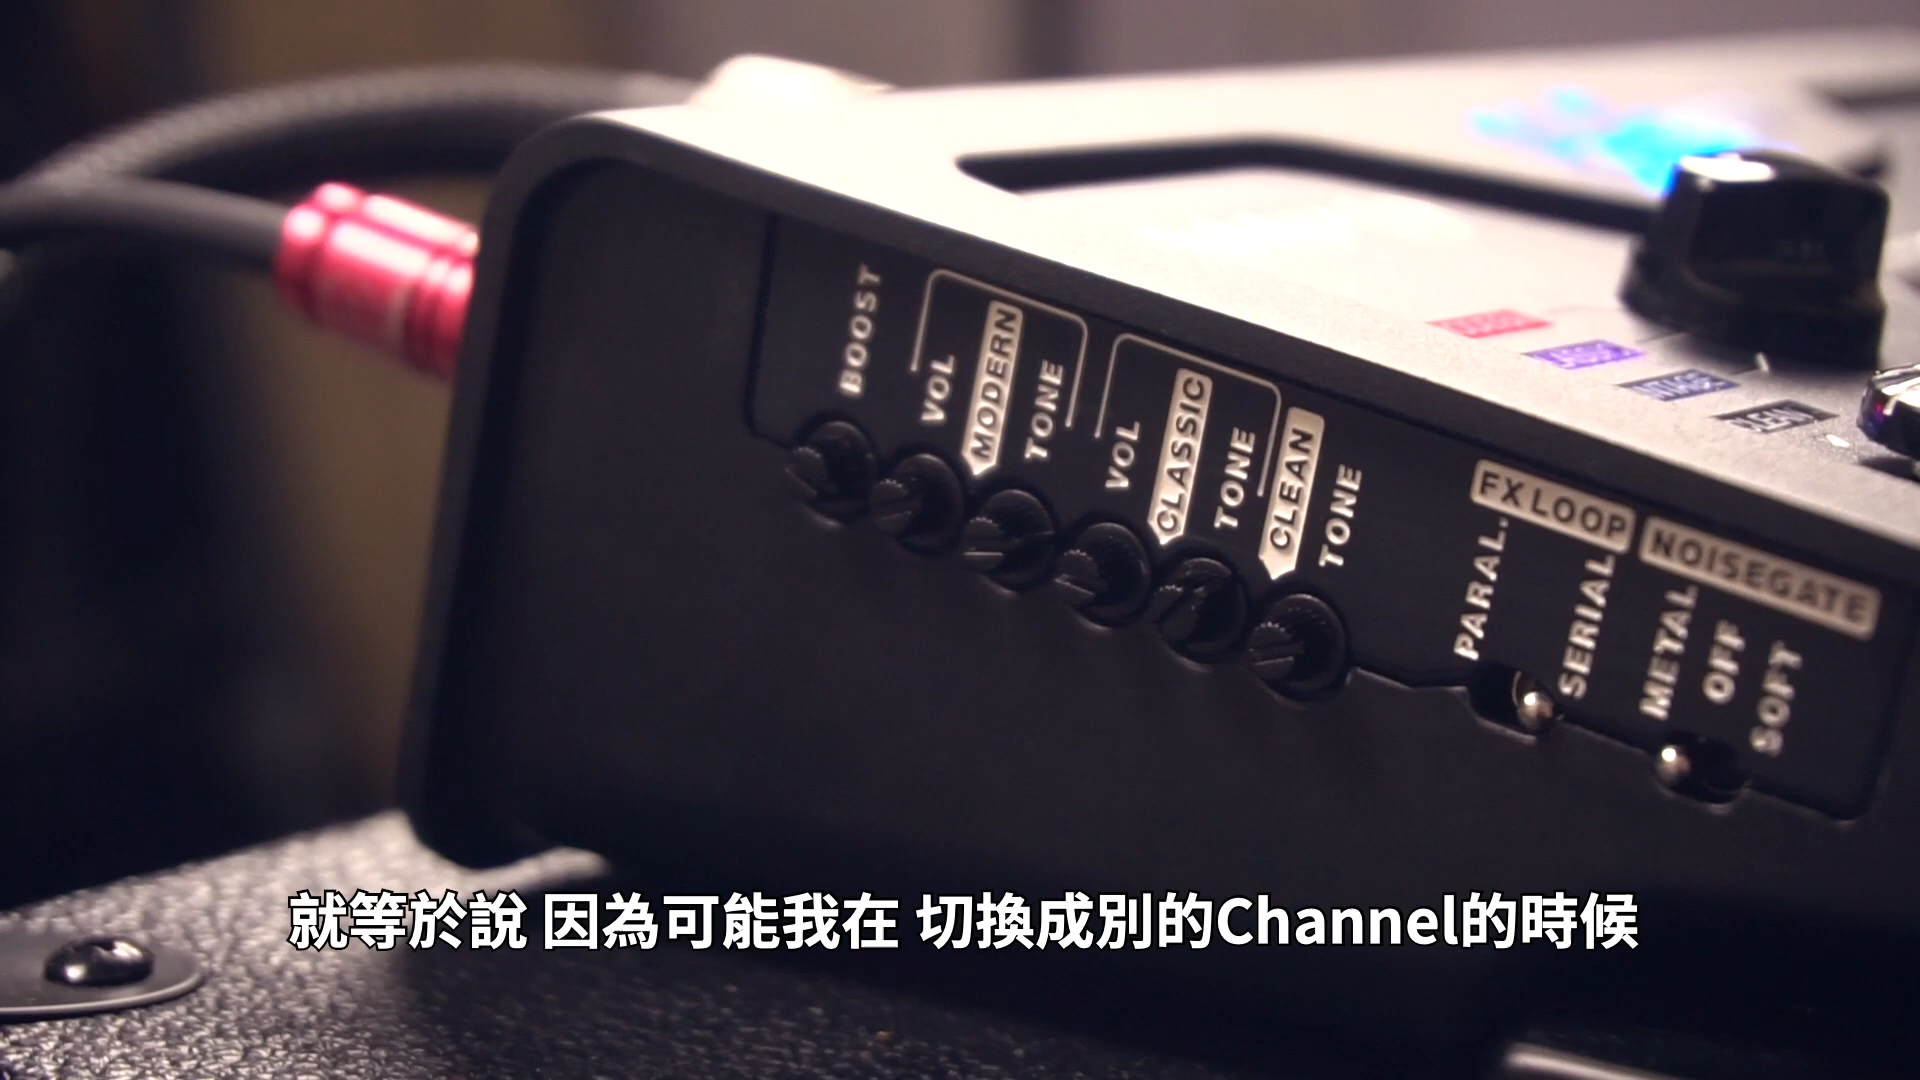 BOOST
VOL
MODERN
TONE
VOL
CLASSIC
TONE
CLEAN
TONE
FX LOOP
PARAL.
SERIAL
NOISEGATE
METAL
OFF
SOFT
就等於說 因為可能我在 切換成別的Channel的時候